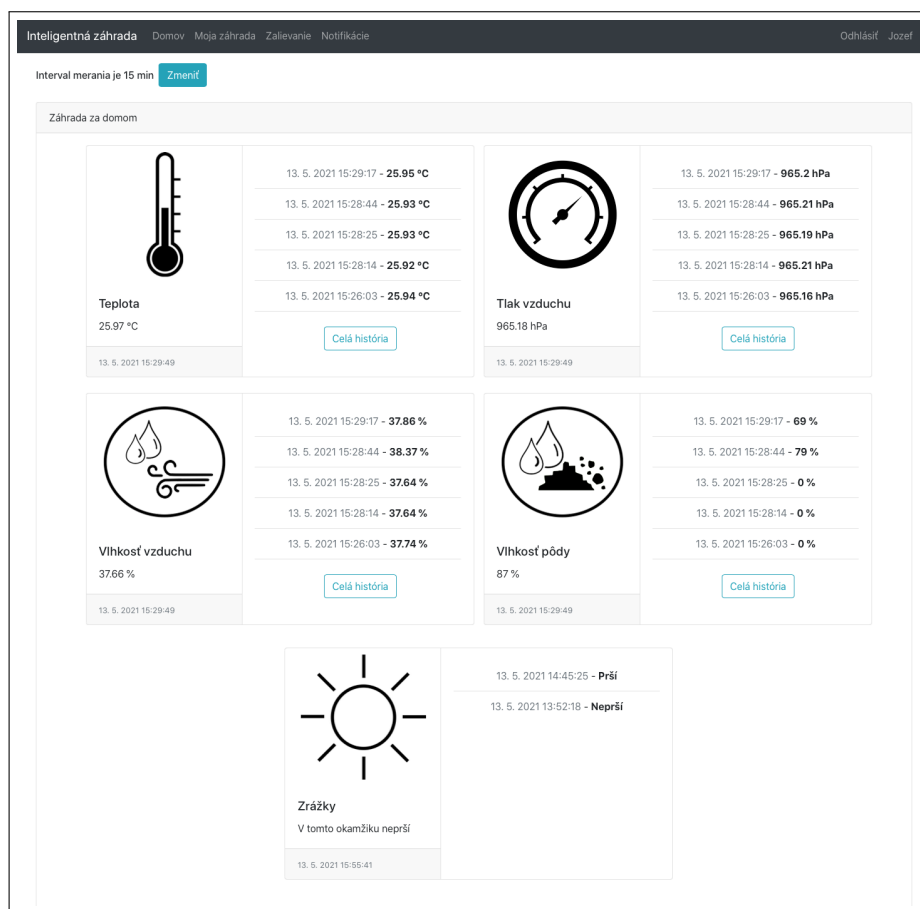 Inteligentná záhrada Domov Moja záhrada Zalievanie Notifikácie Odhlásiť Jozef
Interval merania je 15 min Zmeniť
Záhrada za domom
13. 5. 2021 15:29:17 - 25.95 °C
13. 5. 2021 15:28:44 - 25.93 °C
13. 5. 2021 15:28:25 - 25.93 °C
13. 5. 2021 15:28:14 - 25.92 °C
13. 5. 2021 15:26:03 - 25.94 °C
Teplota
25.97 °C
Celá história
13. 5. 2021 15:29:49
13. 5. 2021 15:29:17 - 965.2 hPa
13. 5. 2021 15:28:44 - 965.21 hPa
13. 5. 2021 15:28:25 - 965.19 hPa
13. 5. 2021 15:28:14 - 965.21 hPa
13. 5. 2021 15:26:03 - 965.16 hPa
Tlak vzduchu
965.18 hPa
Celá história
13. 5. 2021 15:29:49
13. 5. 2021 15:29:17 - 37.86 %
13. 5. 2021 15:28:44 - 38.37 %
13. 5. 2021 15:28:25 - 37.64 %
13. 5. 2021 15:28:14 - 37.64 %
13. 5. 2021 15:26:03 - 37.74 %
Vlhkosť vzduchu
37.66 %
Celá história
13. 5. 2021 15:29:49
13. 5. 2021 15:29:17 - 69 %
13. 5. 2021 15:28:44 - 79 %
13. 5. 2021 15:28:25 - 0 %
13. 5. 2021 15:28:14 - 0 %
13. 5. 2021 15:26:03 - 0 %
Vlhkosť pôdy
87 %
Celá história
13. 5. 2021 15:29:49
13. 5. 2021 14:45:25 - Prší
13. 5. 2021 13:52:18 - Neprší
Zrážky
V tomto okamžiku neprší
13. 5. 2021 15:55:41